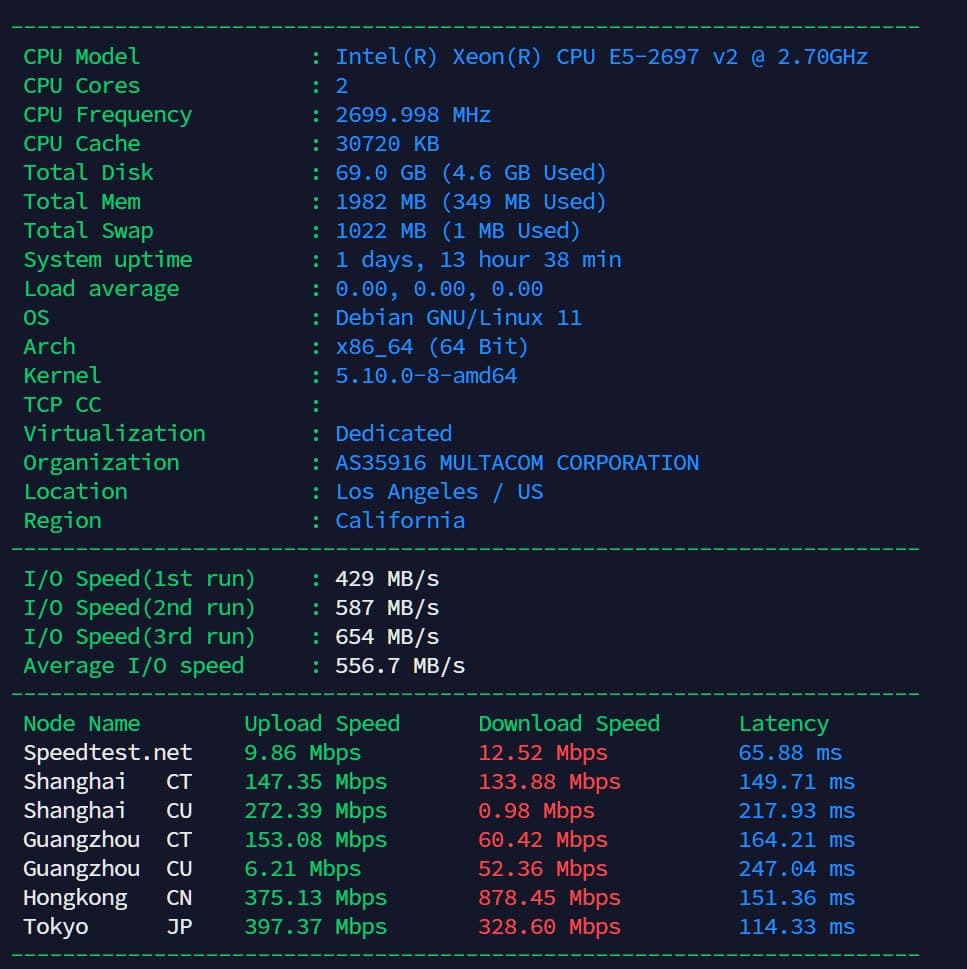 CPU Model : Intel(R) Xeon(R) CPU E5-2697 v2 @ 2.70GHz
CPU Cores : 2
CPU Frequency : 2699.998 MHz
CPU Cache : 30720 KB
Total Disk : 69.0 GB (4.6 GB Used)
Total Mem : 1982 MB (349 MB Used)
Total Swap : 1022 MB (1 MB Used)
System uptime : 1 days, 13 hour 38 min
Load average : 0.00, 0.00, 0.00
OS : Debian GNU/Linux 11
Arch : x86_64 (64 Bit)
Kernel : 5.10.0-8-amd64
TCP CC :
Virtualization : Dedicated
Organization : AS35916 MULTACOM CORPORATION
Location : Los Angeles / US
Region : California
I/O Speed(1st run) : 429 MB/s
I/O Speed(2nd run) : 587 MB/s
I/O Speed(3rd run) : 654 MB/s
Average I/O speed : 556.7 MB/s
Node Name Upload Speed Download Speed Latency
Speedtest.net 9.86 Mbps 12.52 Mbps 65.88 ms
Shanghai CT 147.35 Mbps 133.88 Mbps 149.71 ms
Shanghai CU 272.39 Mbps 0.98 Mbps 217.93 ms
Guangzhou CT 153.08 Mbps 60.42 Mbps 164.21 ms
Guangzhou CU 6.21 Mbps 52.36 Mbps 247.04 ms
Hongkong CN 375.13 Mbps 878.45 Mbps 151.36 ms
Tokyo JP 397.37 Mbps 328.60 Mbps 114.33 ms